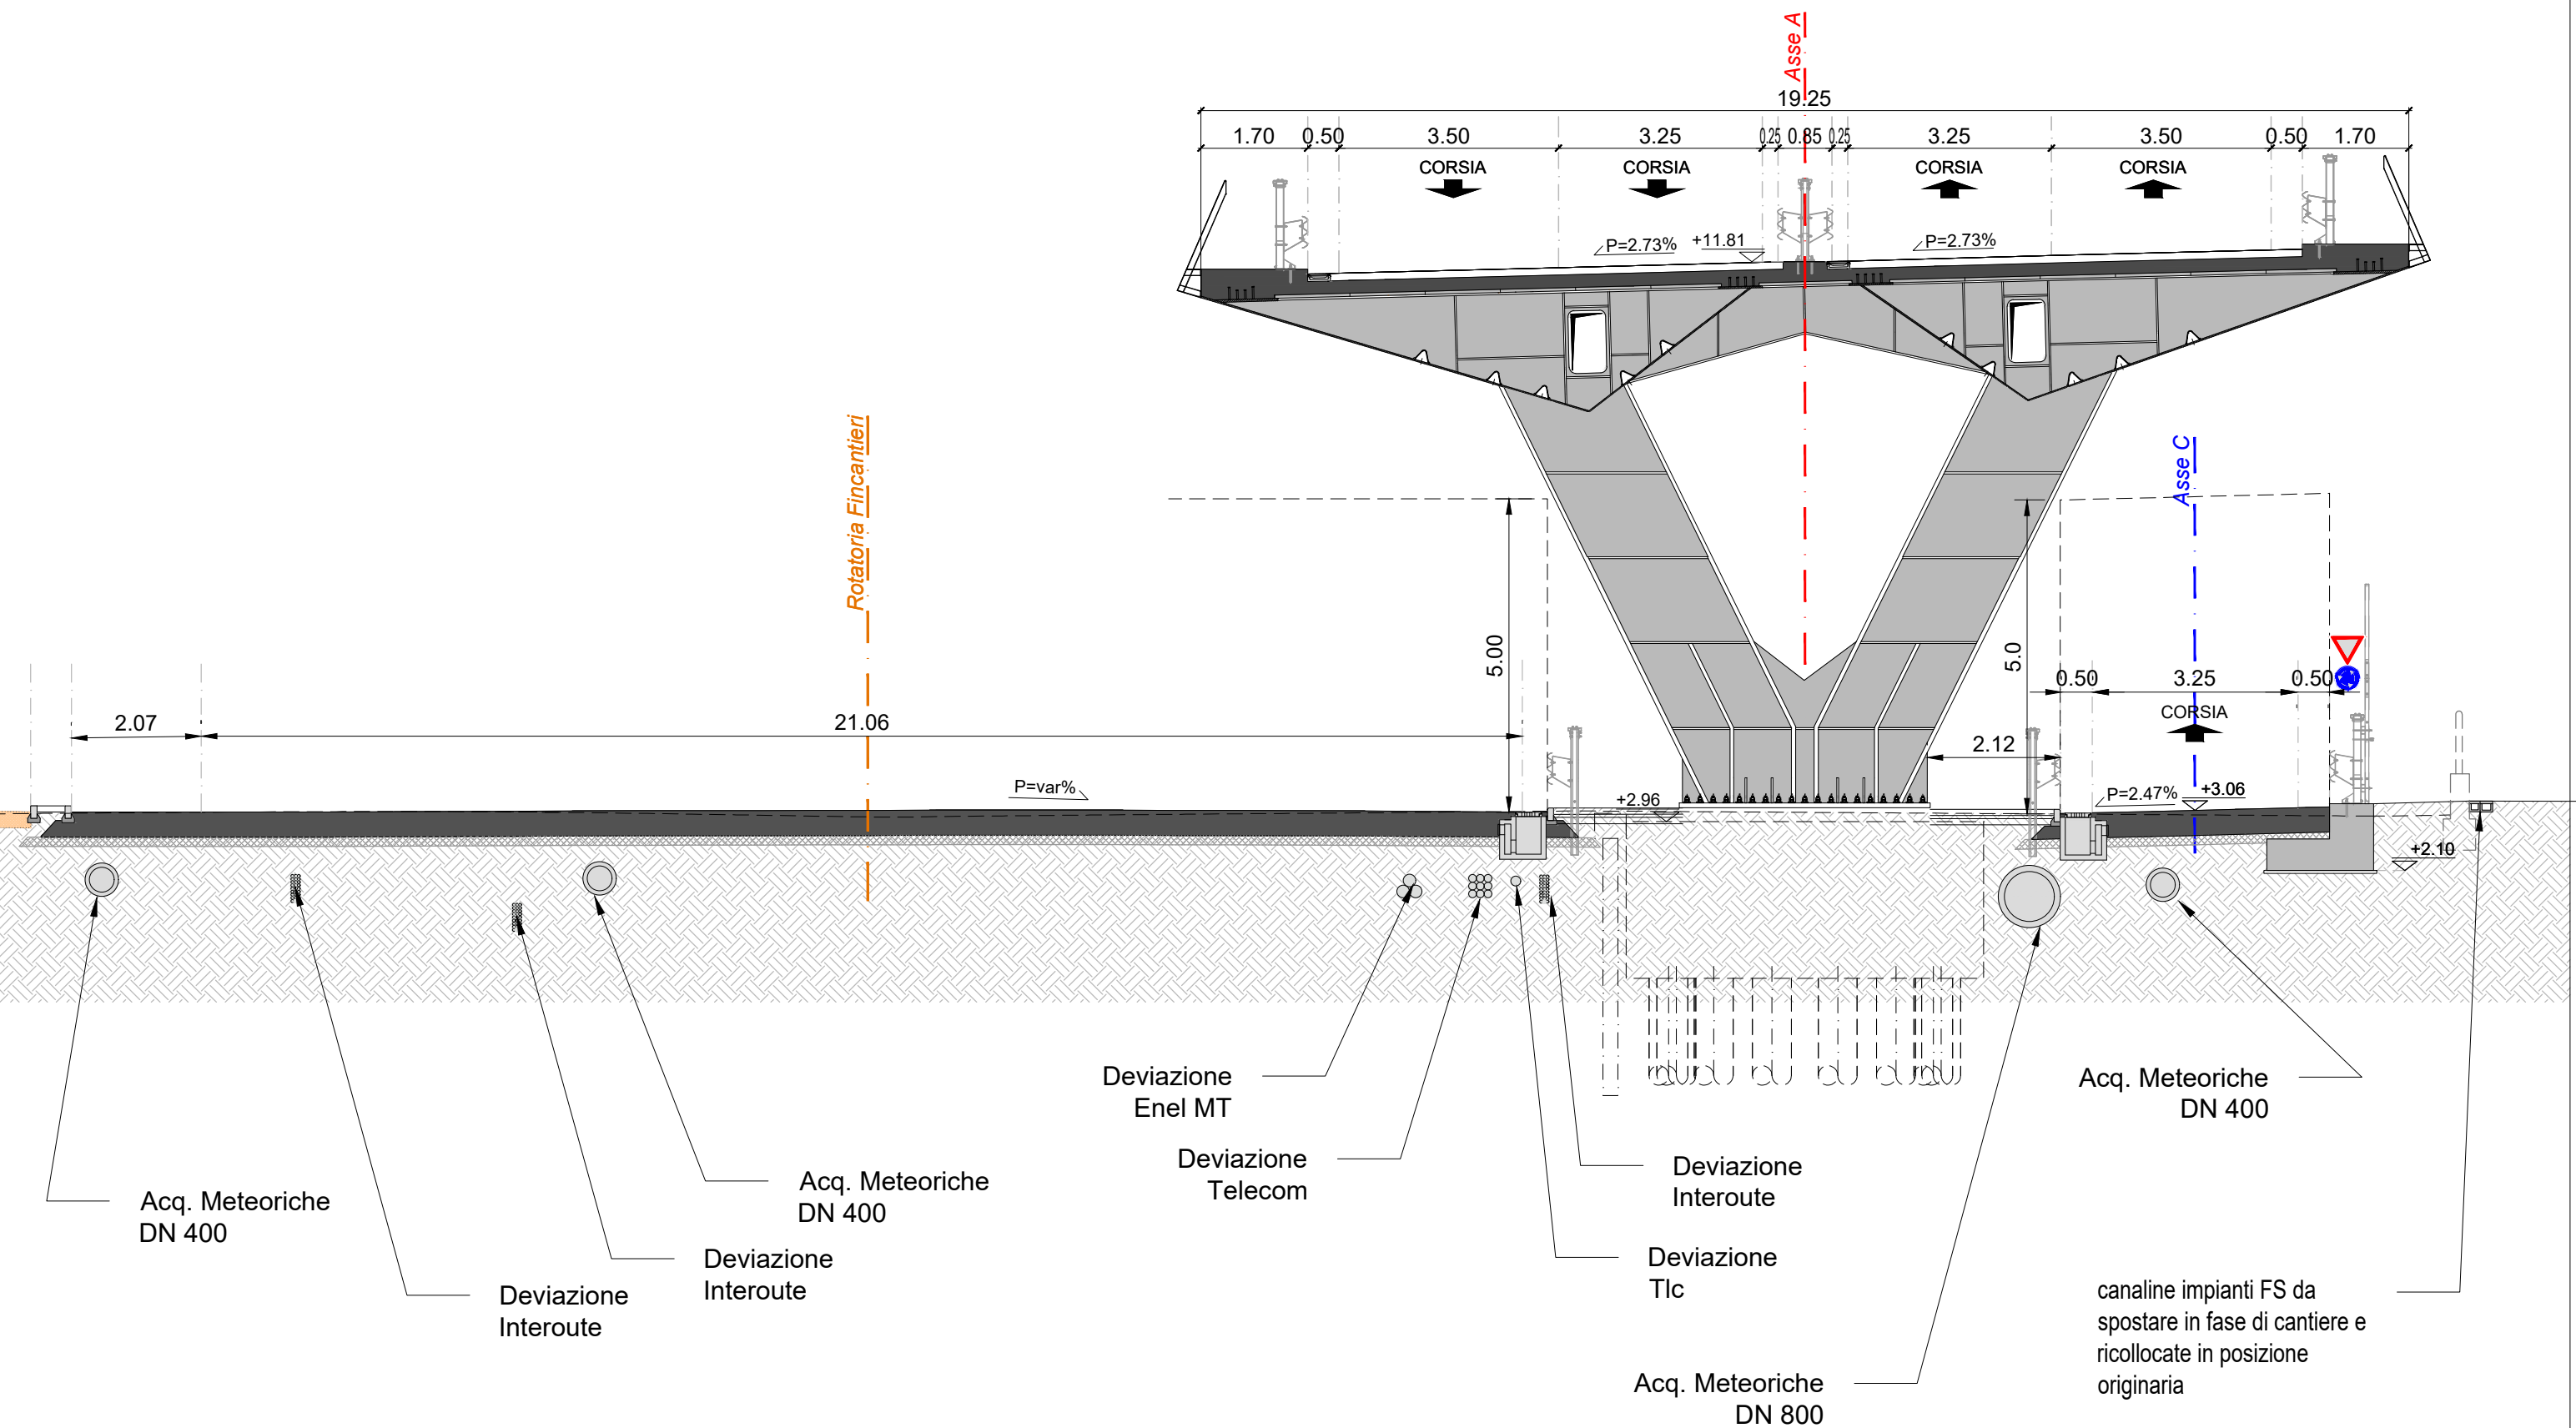 Asse A
19.25
1.70 0.50 3.50 3.25 0.25 0.85 0.25 3.25 3.50 0.50 1.70
CORSIA CORSIA CORSIA CORSIA
P=2.73% +11.81 P=2.73%
Rotatoria Fincantieri
Asse C
5.00
5.0
0.50 3.25 0.50
CORSIA
2.07 21.06
2.12
P=var%
+2.96
P=2.47% +3.06
+2.10
Deviazione
Enel MT
Acq. Meteoriche
DN 400
Deviazione
Telecom
Deviazione
Interoute
Acq. Meteoriche
DN 400
Acq. Meteoriche
DN 400
Deviazione
Interoute
Deviazione
Tlc
Deviazione
Interoute
canaline impianti FS da
spostare in fase di cantiere e
ricollocate in posizione
originaria
Acq. Meteoriche
DN 800